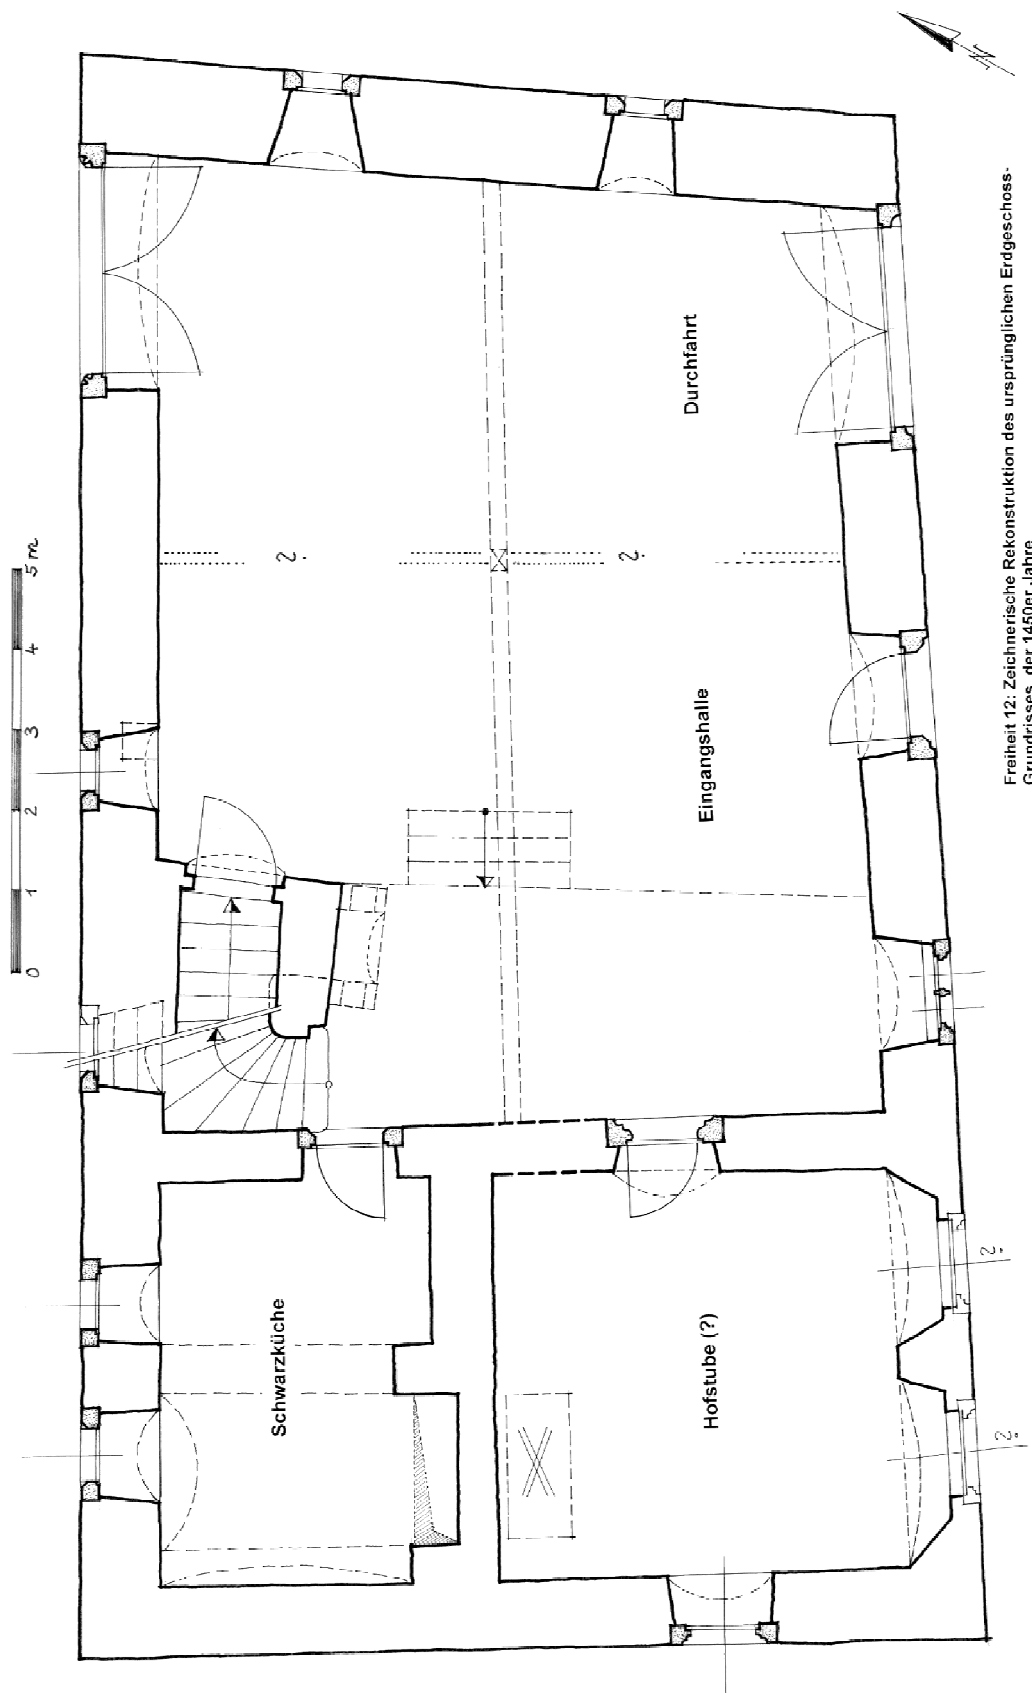 N
0 1 2 3 4 5 m
Durchfahrt
?
?
Eingangshalle
Schwarzküche
Hofstube (?)
?
?
Freiheit 12: Zeichnerische Rekonstruktion des ursprünglichen Erdgeschoss-
Grundrisses, der 1450er Jahre